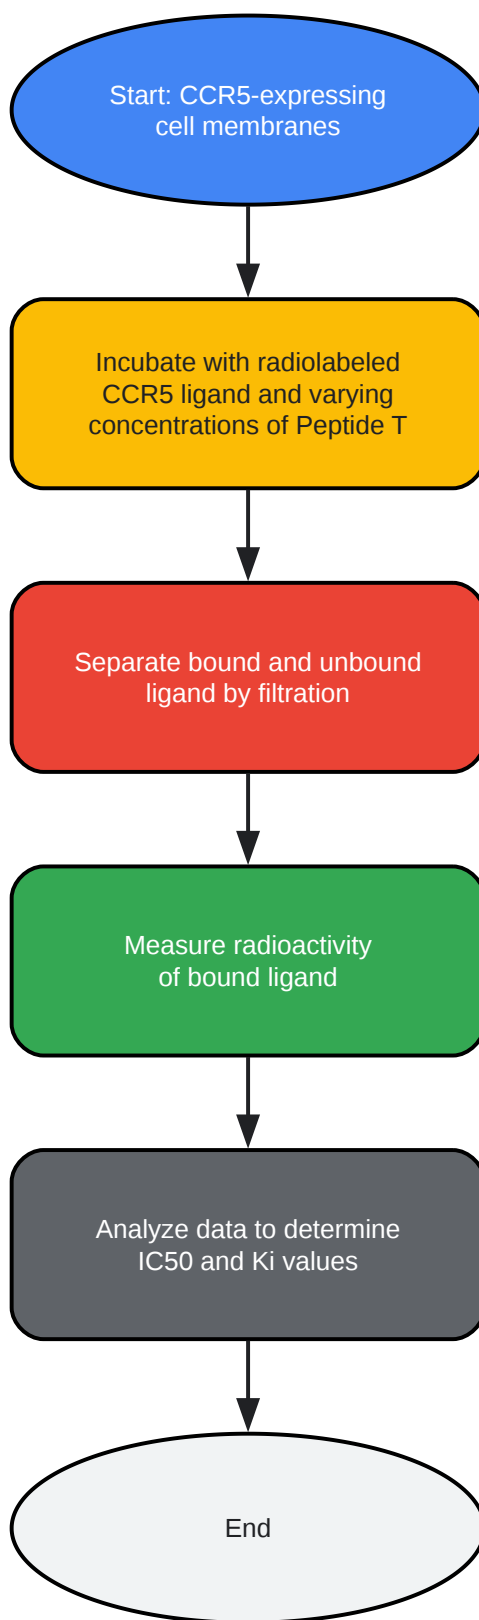 Start: CCR5-expressing
cell membranes
Incubate with radiolabeled
CCR5 ligand and varying
concentrations of Peptide T
Separate bound and unbound
ligand by filtration
Measure radioactivity
of bound ligand
Analyze data to determine
IC50 and Ki values
End